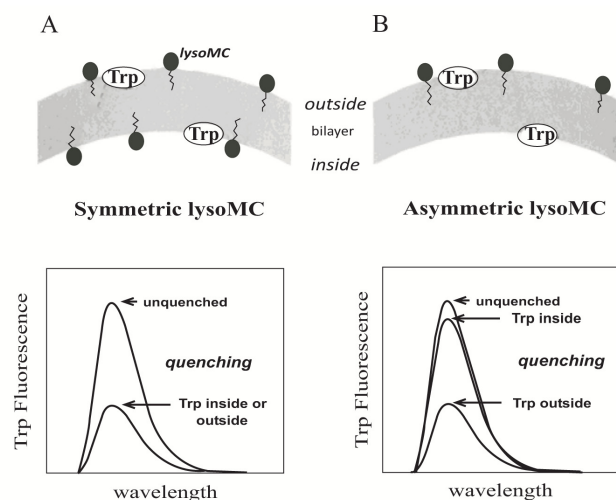 A
B
lysoMC
Trp
Trp
outside
bilayer
inside
Trp
Trp
Symmetric lysoMC
Asymmetric lysoMC
Trp Fluorescence
unquenched
quenching
Trp inside or
outside
wavelength
Trp Fluorescence
unquenched
Trp inside
quenching
Trp outside
wavelength